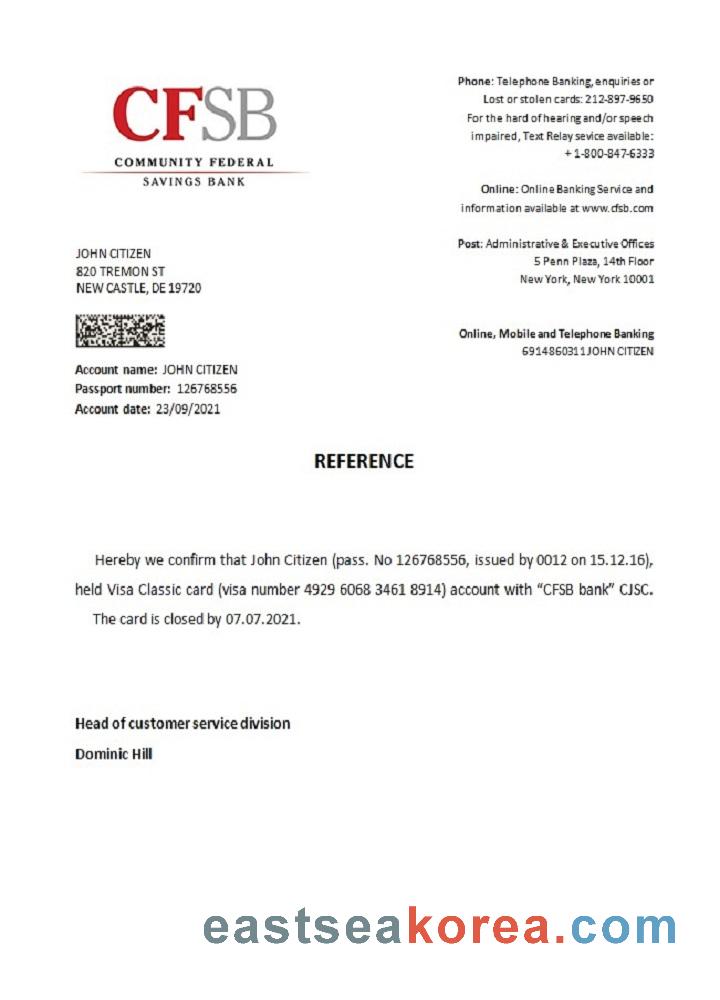 CFSB
COMMUNITY FEDERAL
SAVINGS BANK
Phone: Telephone Banking, enquiries or
Lost or stolen cards: 212-897-9650
For the hard of hearing and/or speech
impaired, Text Relay sevice available:
+ 1-800-847-6333
Online: Online Banking Service and
information available at www.cfsb.com
Post: Administrative & Executive Offices
5 Penn Plaza, 14th Floor
New York, New York 10001
JOHN CITIZEN
820 TREMON ST
NEW CASTLE, DE 19720
Online, Mobile and Telephone Banking
6914860311JOHN CITIZEN
Account name: JOHN CITIZEN
Passport number: 126768556
Account date: 23/09/2021
REFERENCE
Hereby we confirm that John Citizen (pass. No 126768556, issued by 0012 on 15.12.16),
held Visa Classic card (visa number 4929 6068 3461 8914) account with “CFSB bank” CJSC.
The card is closed by 07.07.2021.
Head of customer service division
Dominic Hill
eastseakorea.com